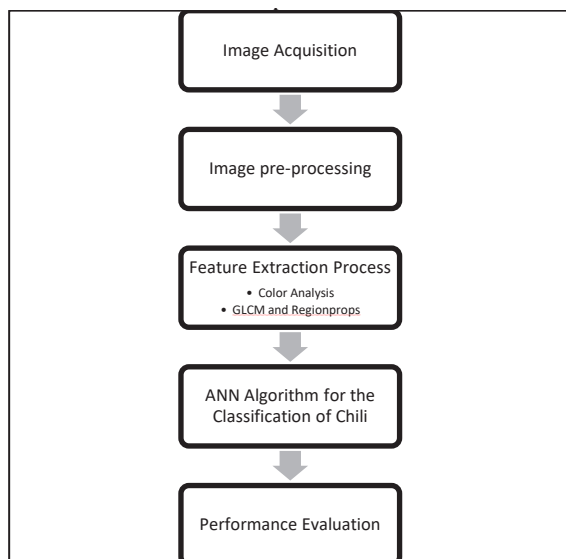 Image Acquisition
Image pre-processing
Feature Extraction Process
• Color Analysis
• GLCM and Regionprops
ANN Algorithm for the
Classification of Chili
Performance Evaluation